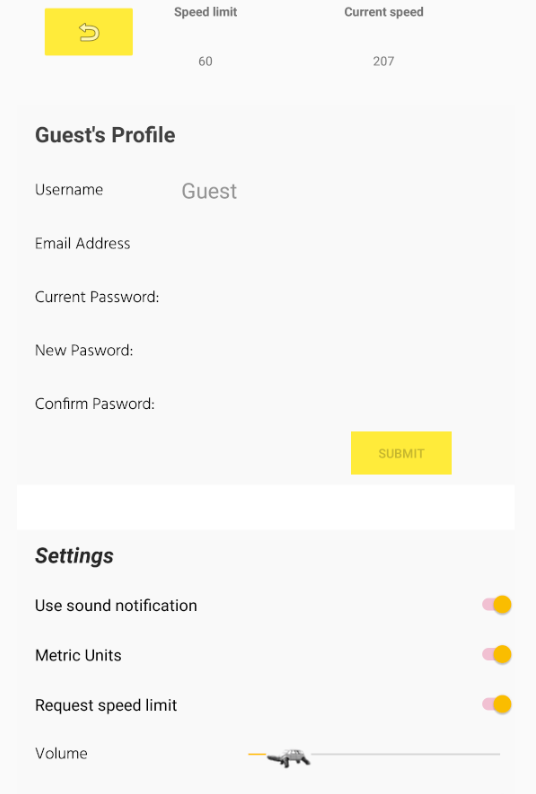 Speed limit Current speed
60 207
Guest's Profile
Username Guest
Email Address
Current Password:
New Pasword:
Confirm Pasword:
SUBMIT
Settings
Use sound notification
Metric Units
Request speed limit
Volume